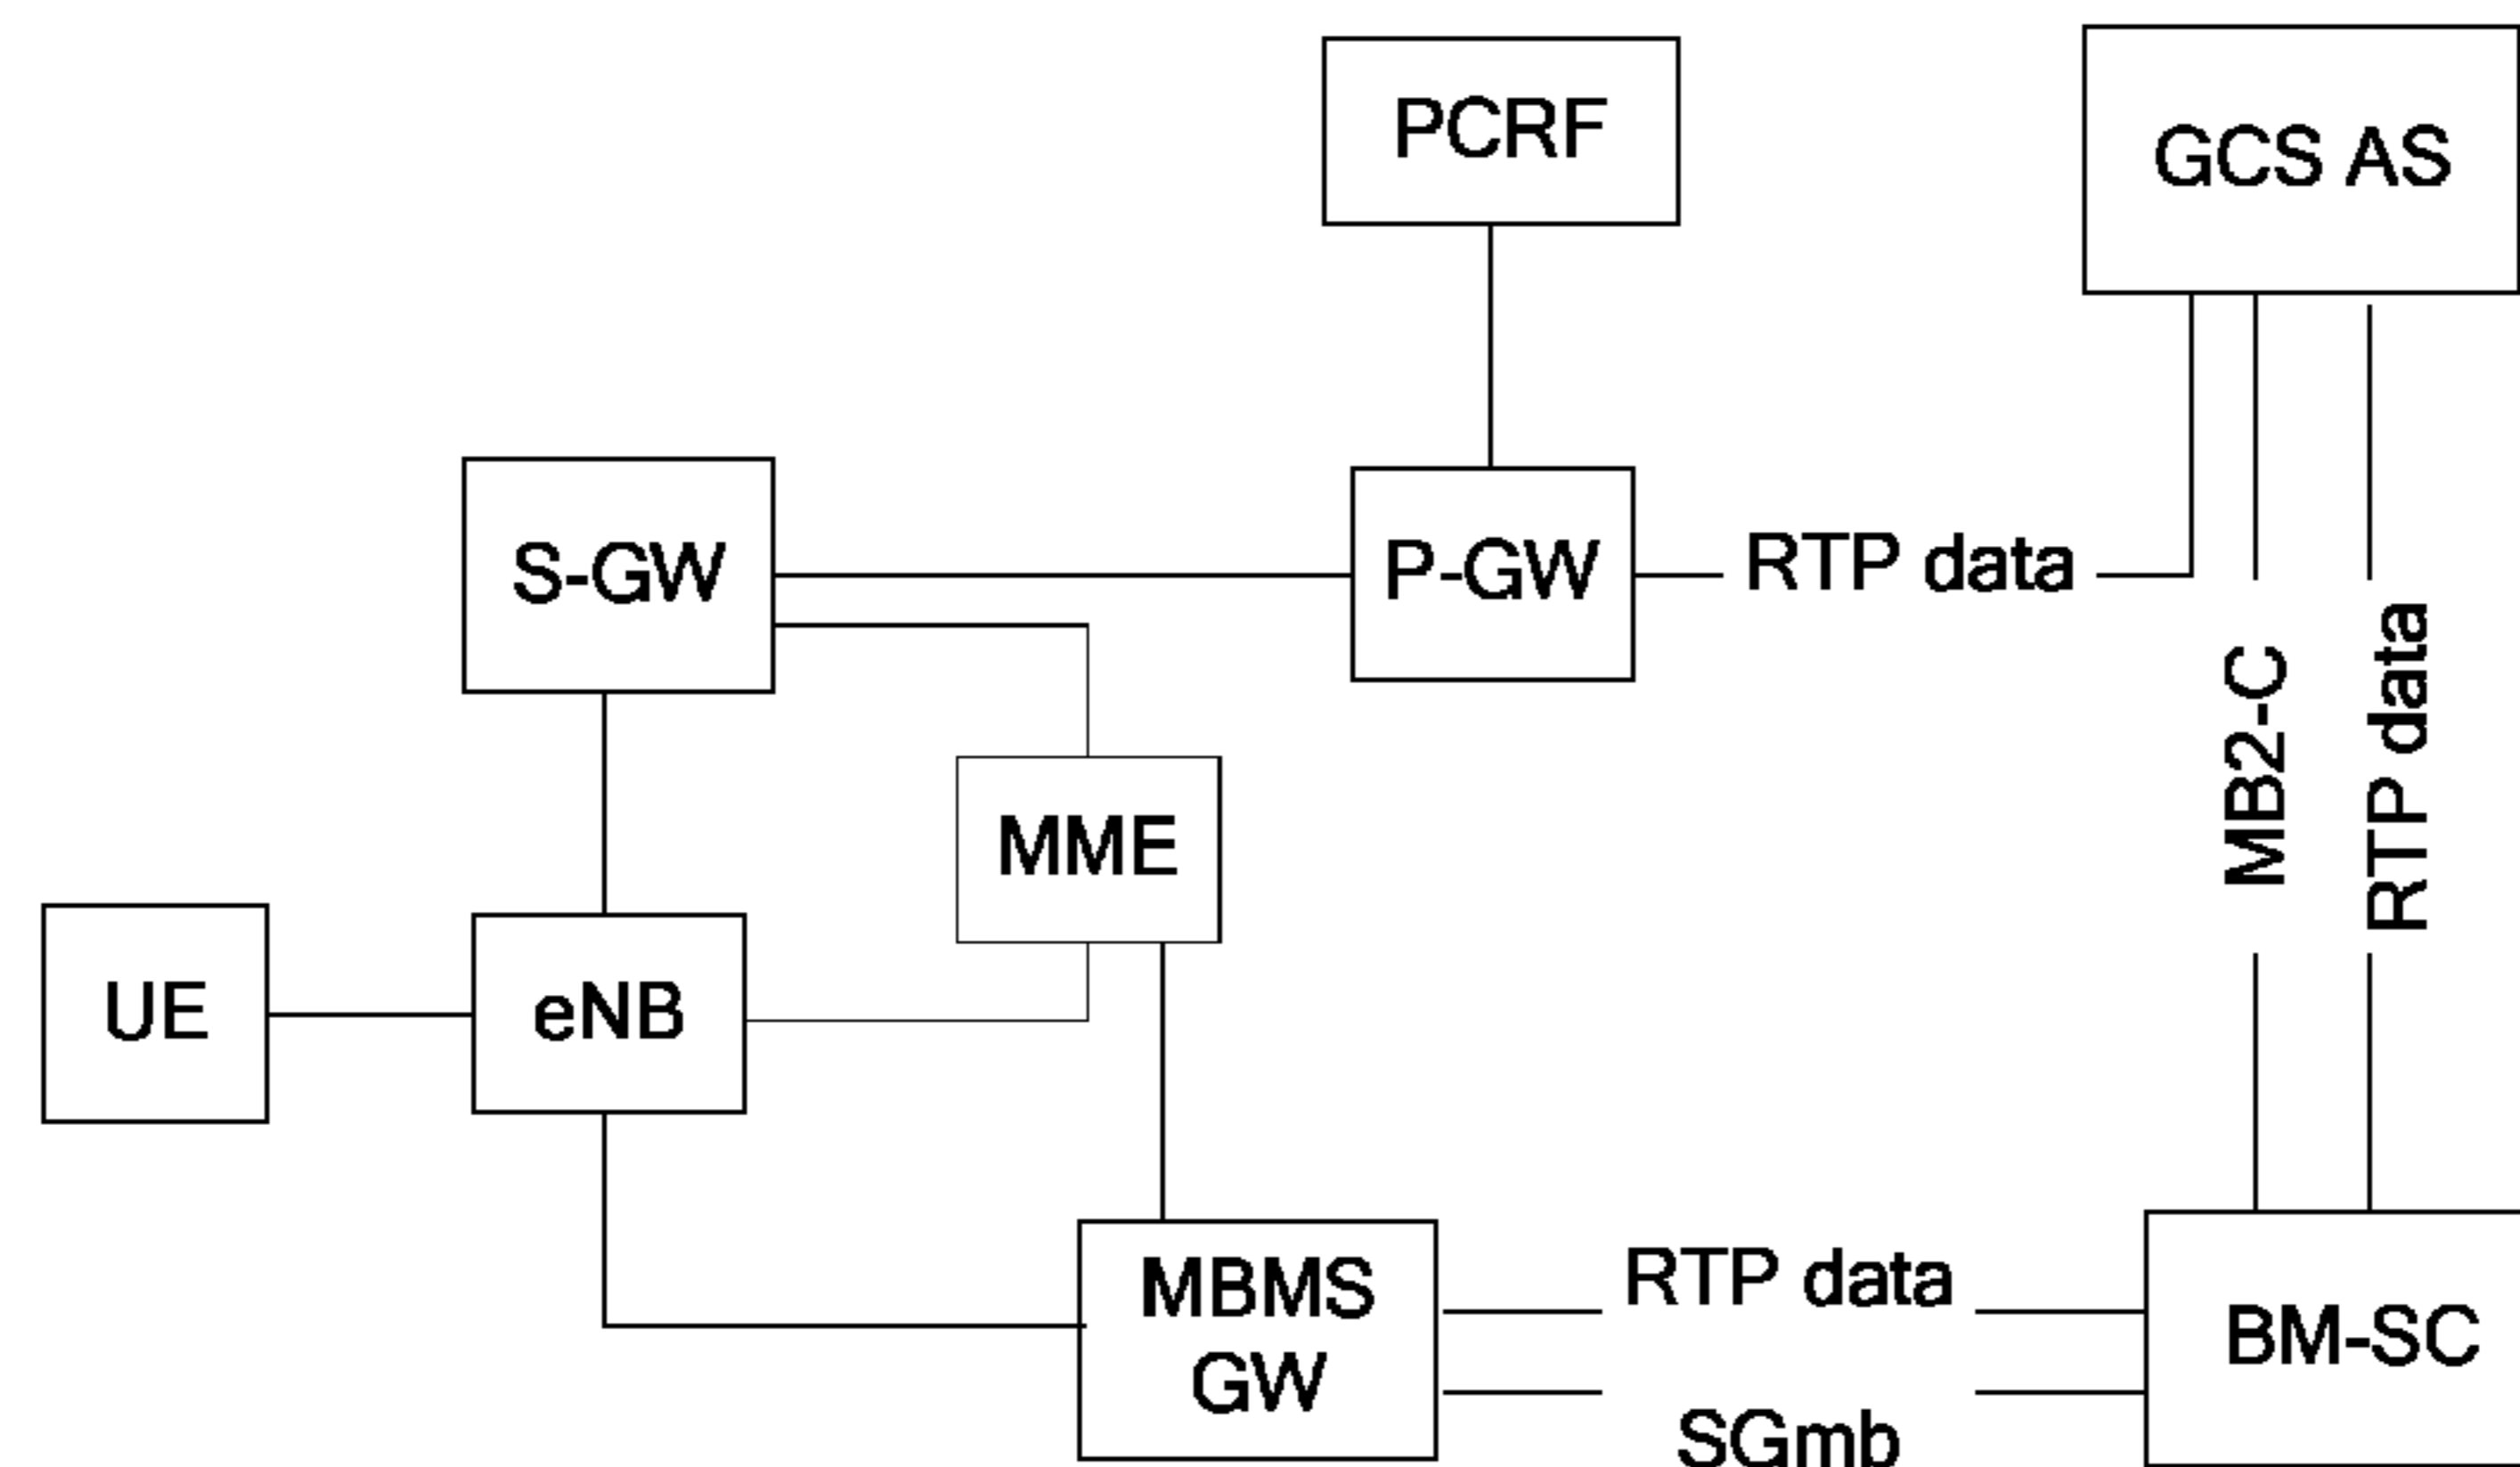 PCRF
GCS AS
S-GW
P-GW
RTP data
MB2-C
RTP data
MME
UE
eNB
MBMS
GW
RTP data
SGmb
BM-SC